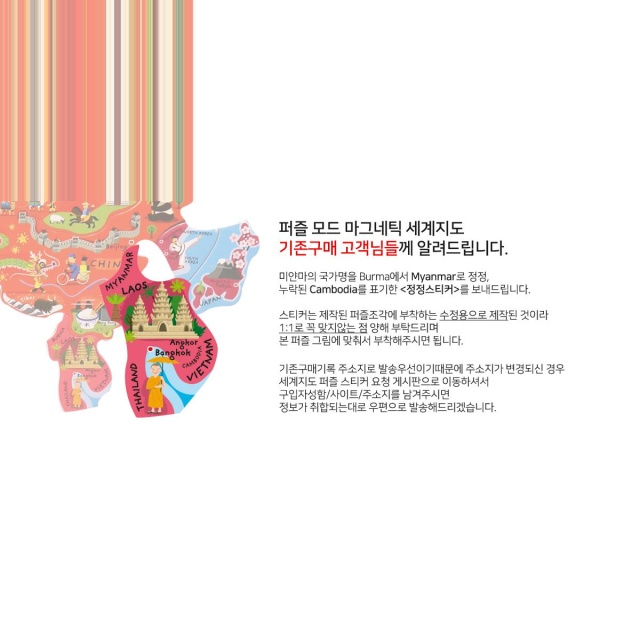 퍼즐 모드 마그네틱 세계지도
기존구매 고객님들께 알려드립니다.
미얀마의 국가명을 Burma에서 Myanmar로 정정,
누락된 Cambodia를 표기한 <정정스티커>를 보내드립니다.
스티커는 제작된 퍼즐조각에 부착하는 수정용으로 제작된 것이라
1:1로 꼭 맞지않는 점 양해 부탁드리며
본 퍼즐 그림에 맞춰서 부착해주시면 됩니다.
기존구매기록 주소지로 발송우선이기때문에 주소지가 변경되신 경우
세계지도 퍼즐 스티커 요청 게시판으로 이동하셔서
구입자성함/사이트/주소지를 남겨주시면
정보가 취합되는대로 우편으로 발송해드리겠습니다.
MYANMAR
LAOS
Angkor
Bangkok
CAMBODIA
THAILAND
VIETNAM
CHIN
Beijing
JAPAN